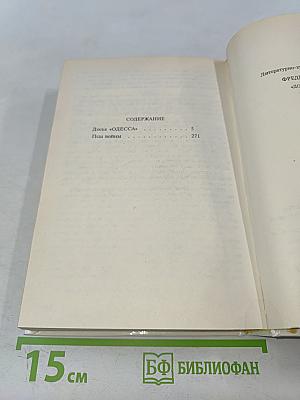 СОДЕРЖАНИЕ
Досье «ОДЕССА» . . . . . . . . . 5
Псы войны . . . . . . . . . . . 271
Литературно-
ФРЕД
15 см
БФ БИБЛИОФАН